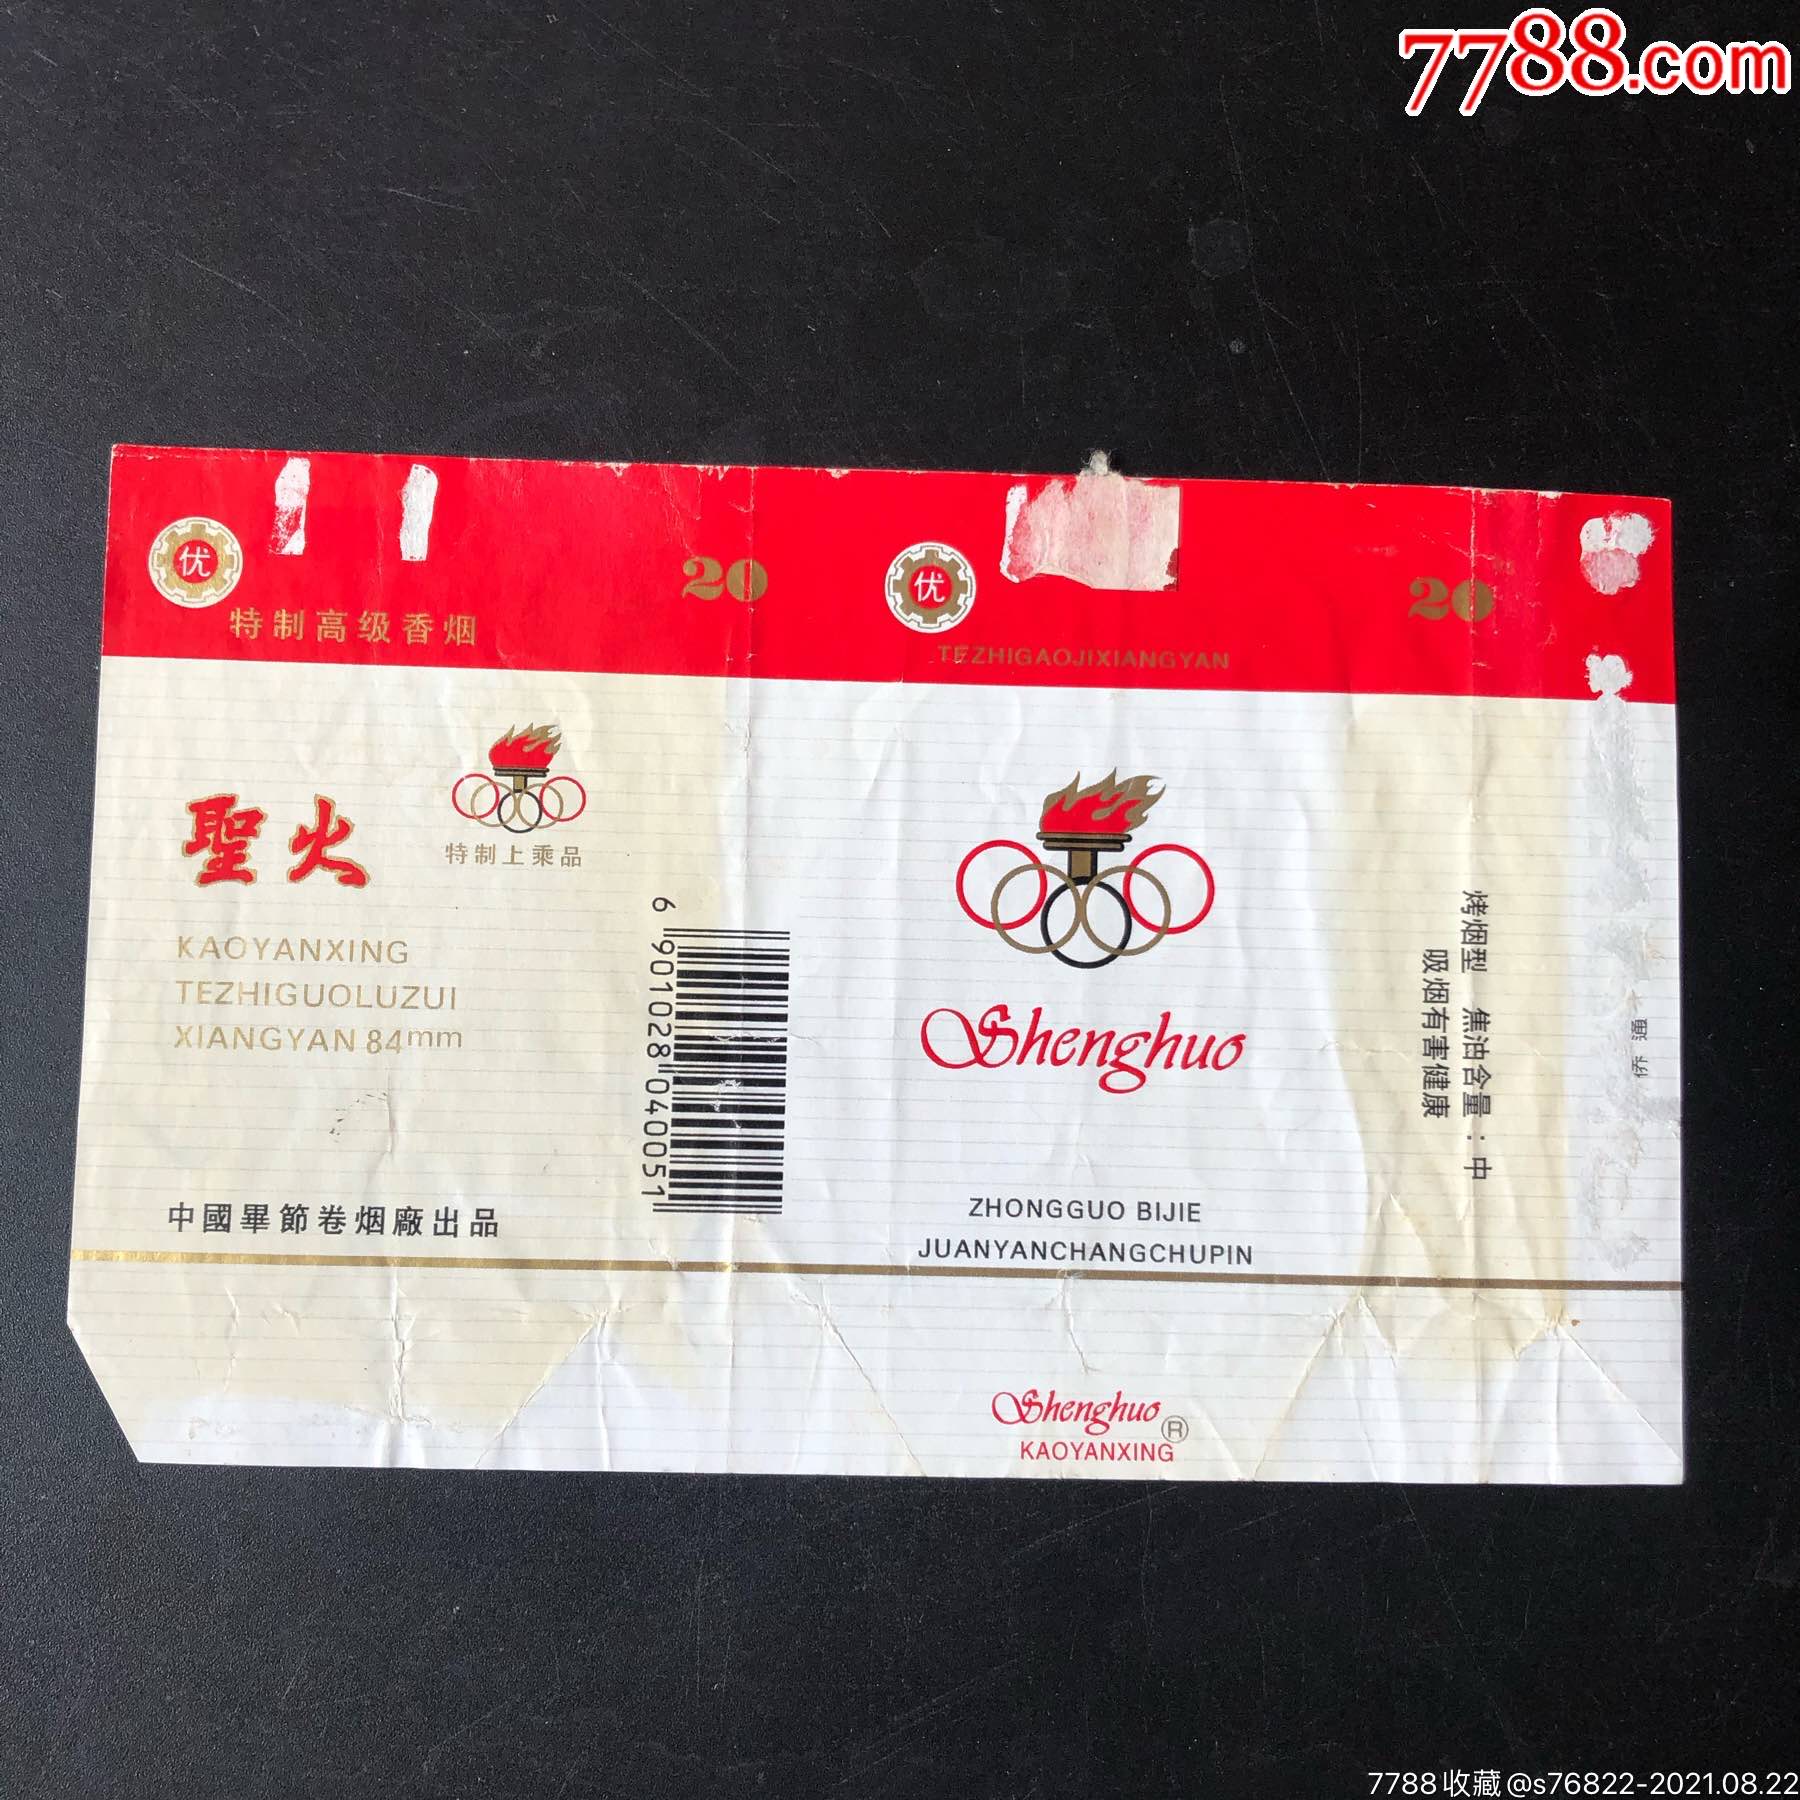 7788.com
优
特制高级香烟
20
優
TEZHIGAOJIXIANGYAN
20
聖火
特制上乘品
KAOYANXING
TEZHIGUOLUZUI
XIANGYAN 84mm
中國畢節卷烟廠出品
6 901028 040051
Shenghuo
ZHONGGUO BIJIE
JUANYANCHANGCHUPIN
Shenghuo ®
KAOYANXING
烤烟型 焦油含量：中
吸烟有害健康
侨通
7788收藏@s76822-2021.08.22